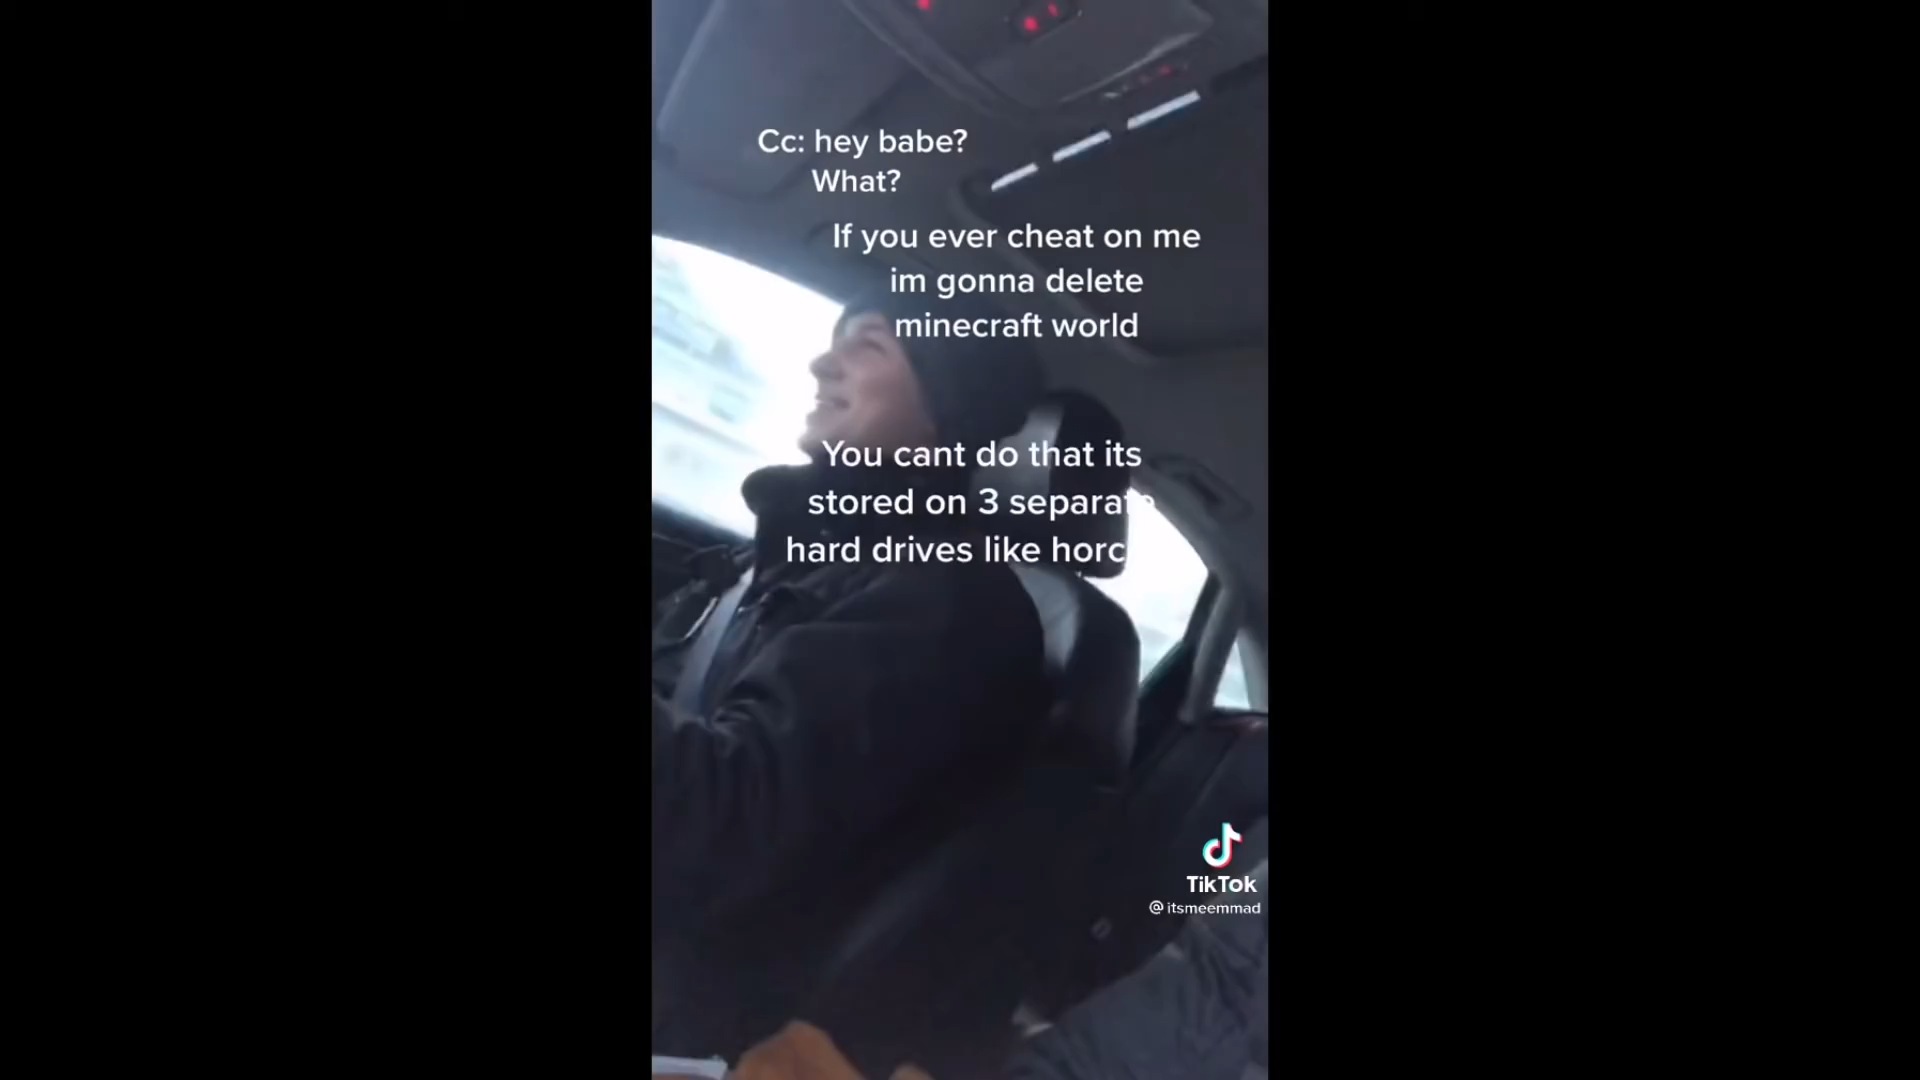 Cc: hey babe?
What?
If you ever cheat on me
im gonna delete
minecraft world
You cant do that its
stored on 3 separate
hard drives like
TikTok
@itsmeemmad